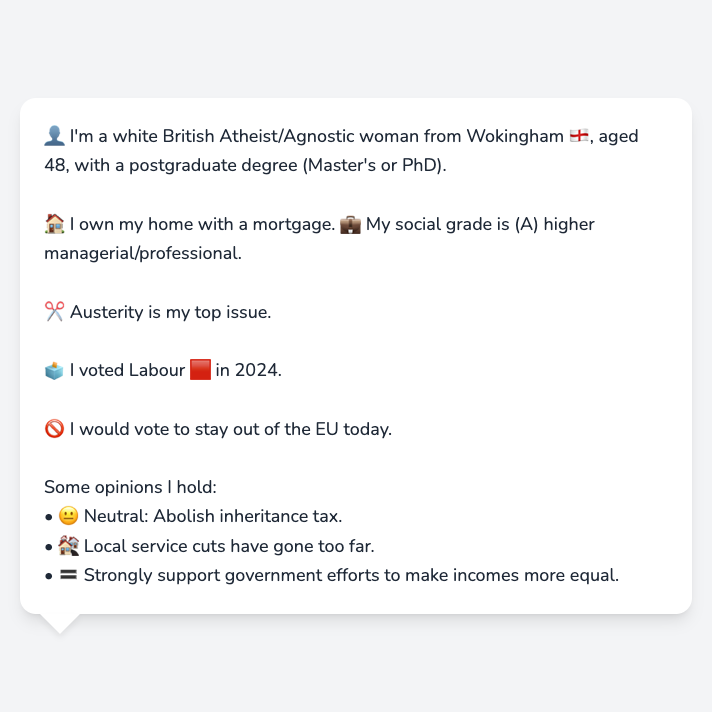 👤 I'm a white British Atheist/Agnostic woman from Wokingham 🏴󠁧󠁢󠁥󠁮󠁧󠁿, aged
48, with a postgraduate degree (Master's or PhD).
🏠 I own my home with a mortgage. 💼 My social grade is (A) higher
managerial/professional.
✂️ Austerity is my top issue.
🗳️ I voted Labour 🟥 in 2024.
🚫 I would vote to stay out of the EU today.
Some opinions I hold:
• 😐 Neutral: Abolish inheritance tax.
• 🏚️ Local service cuts have gone too far.
• 🟰 Strongly support government efforts to make incomes more equal.